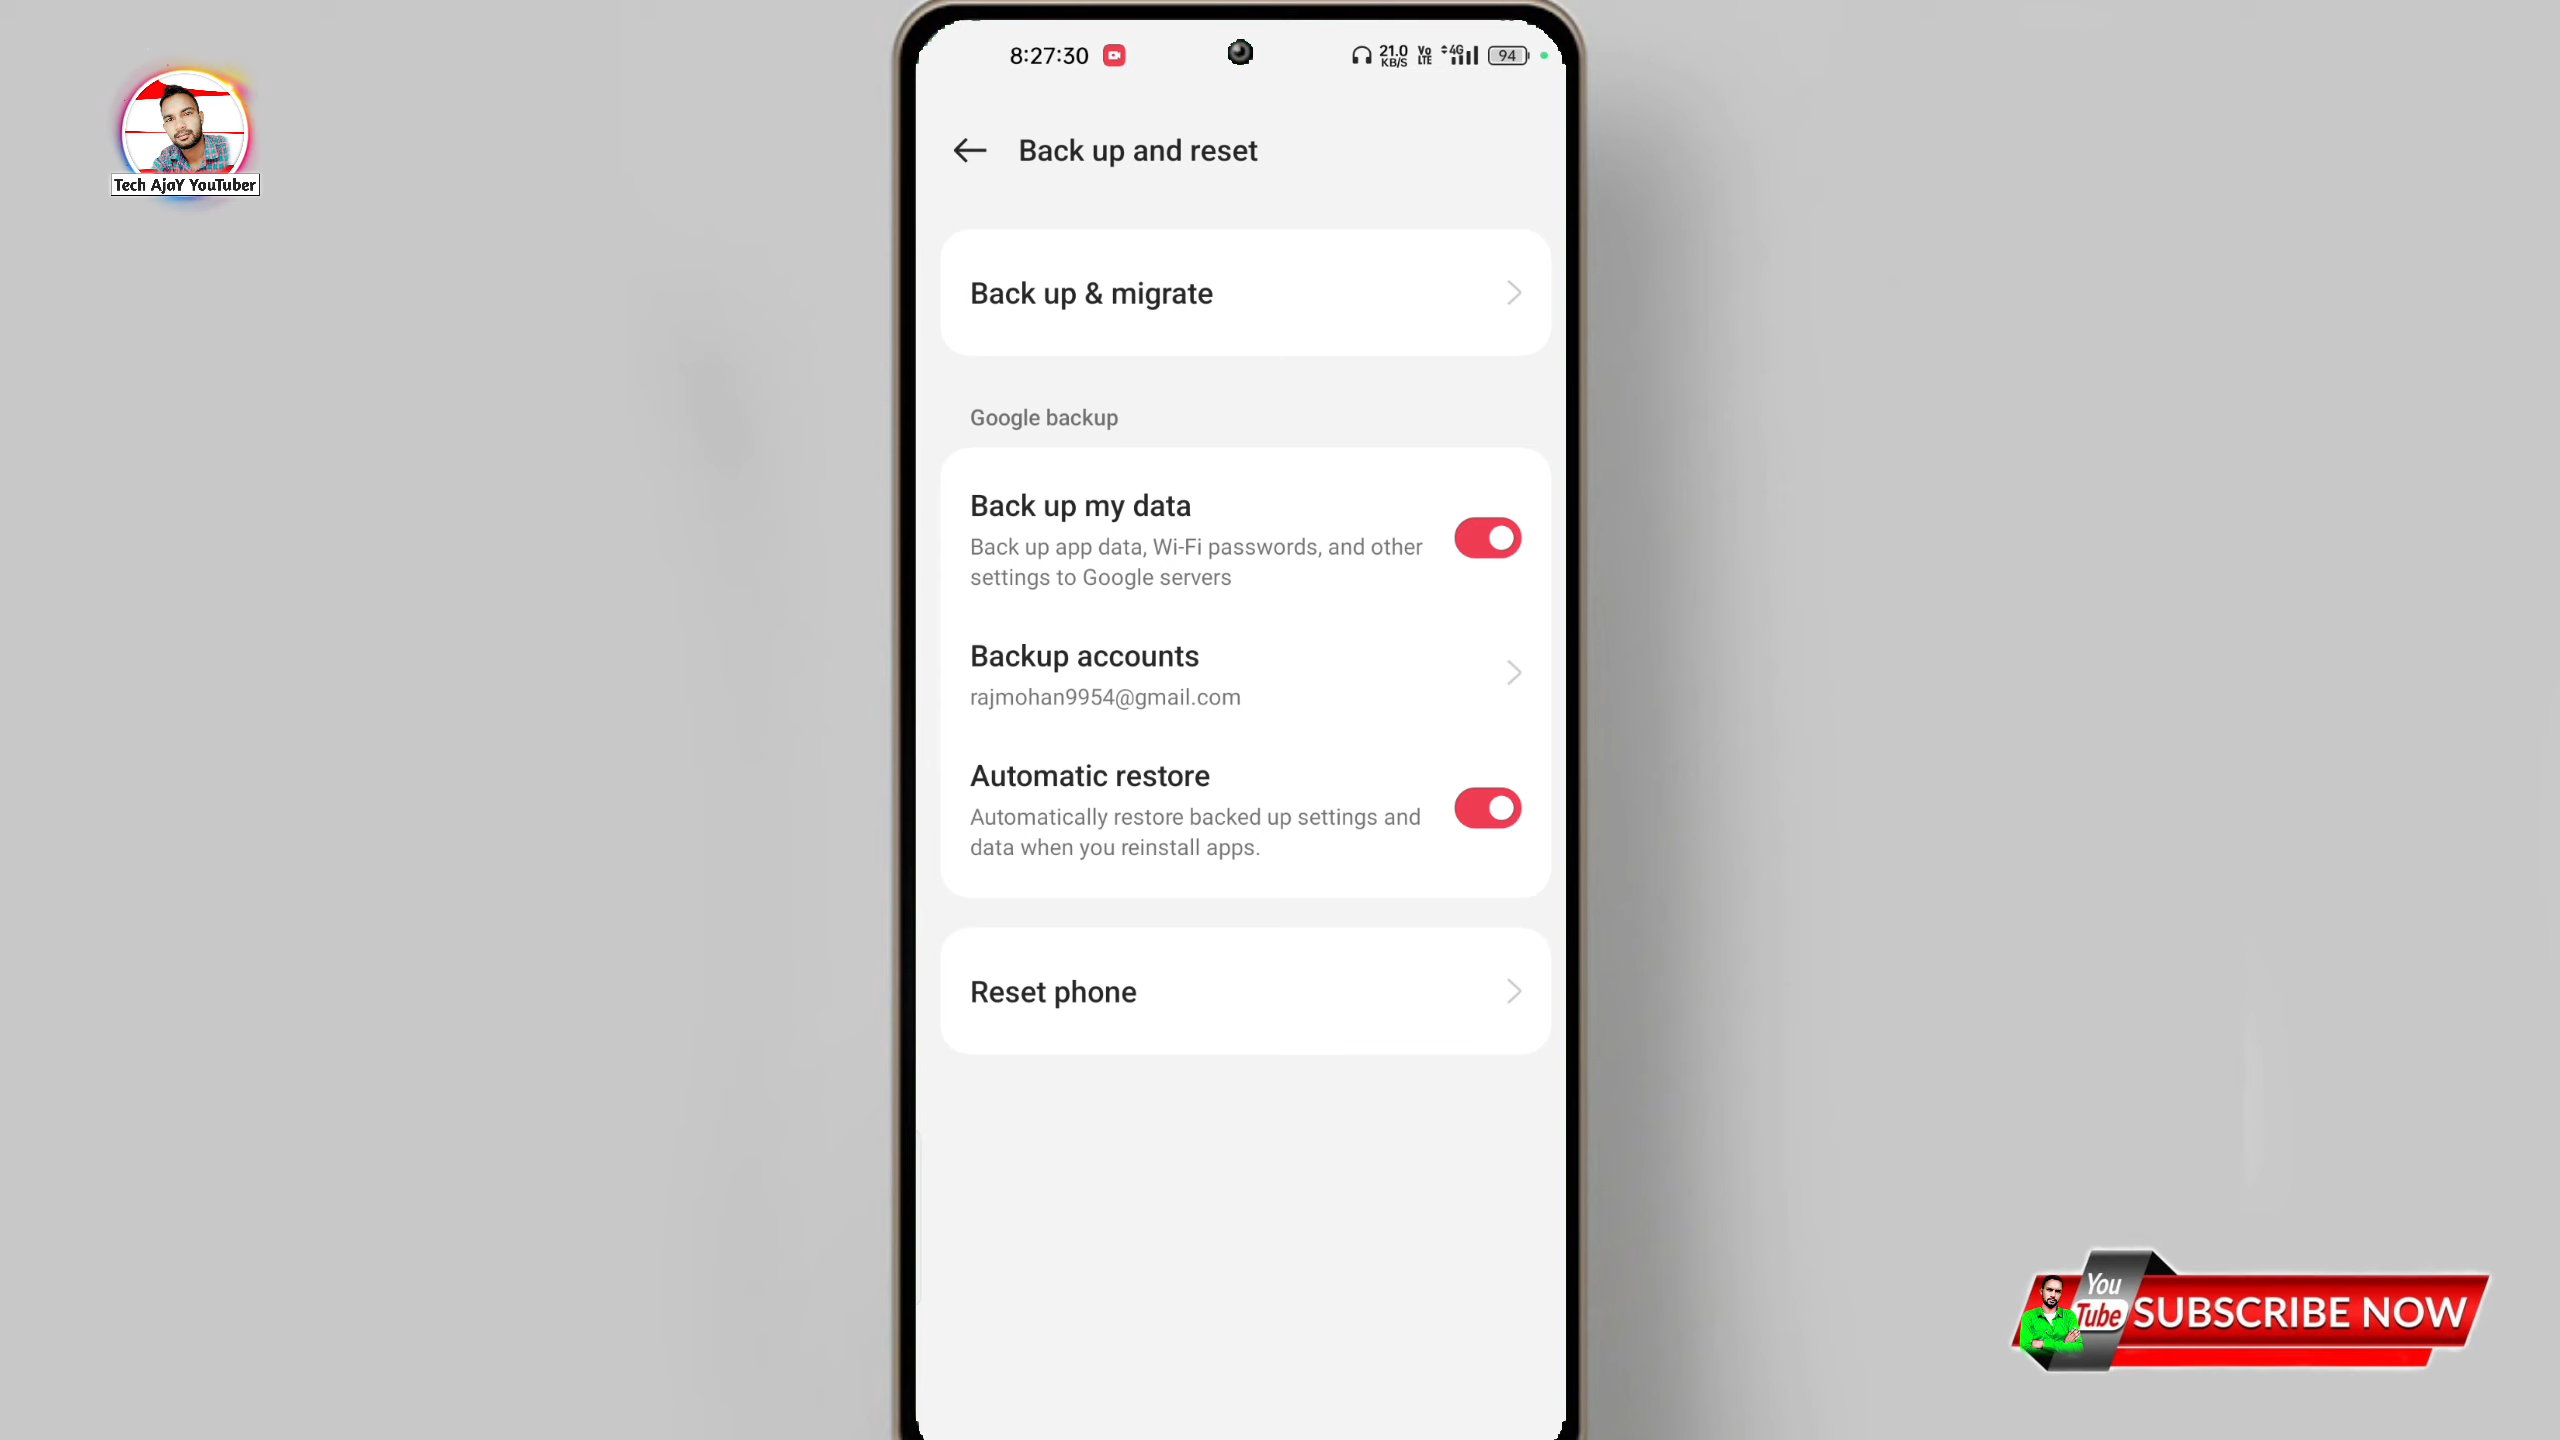 8:27:30
21.0
KB/S
Vo
LTE
4G
94
Tech AjaY YouTuber
Back up and reset
Back up & migrate
Google backup
Back up my data
Back up app data, Wi-Fi passwords, and other
settings to Google servers
Backup accounts
rajmohan9954@gmail.com
Automatic restore
Automatically restore backed up settings and
data when you reinstall apps.
Reset phone
You
Tube
SUBSCRIBE NOW